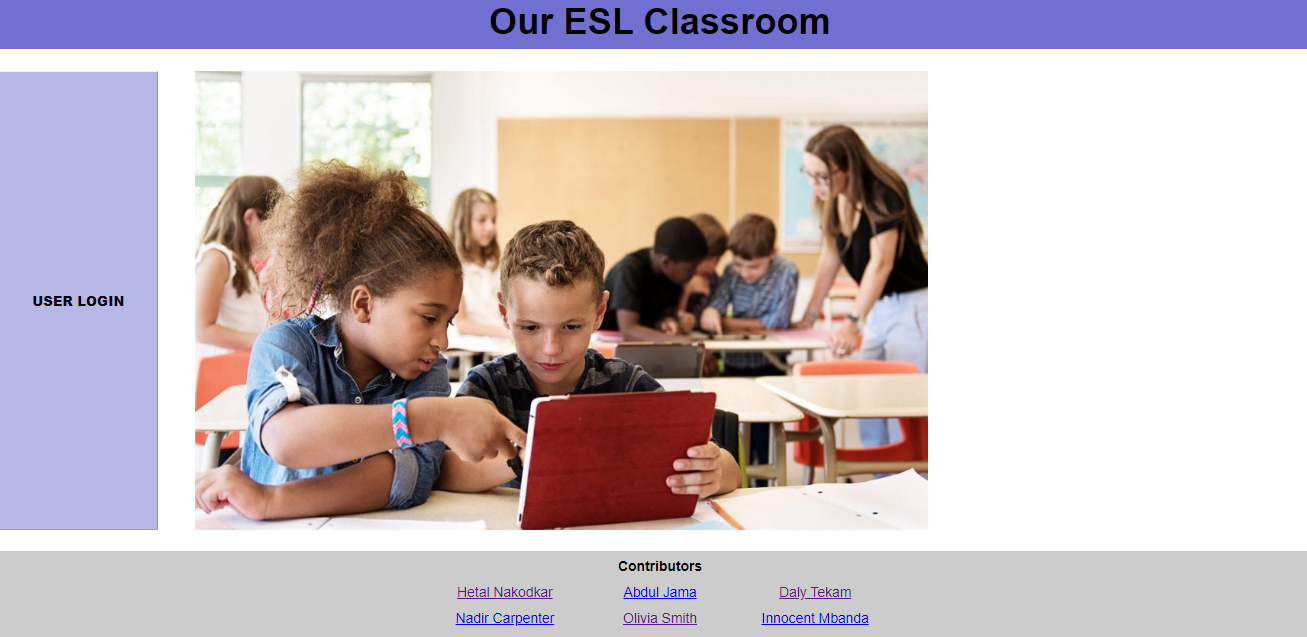 Our ESL Classroom
USER LOGIN
Contributors
Hetal Nakodkar Abdul Jama Daly Tekam
Nadir Carpenter Olivia Smith Innocent Mbanda